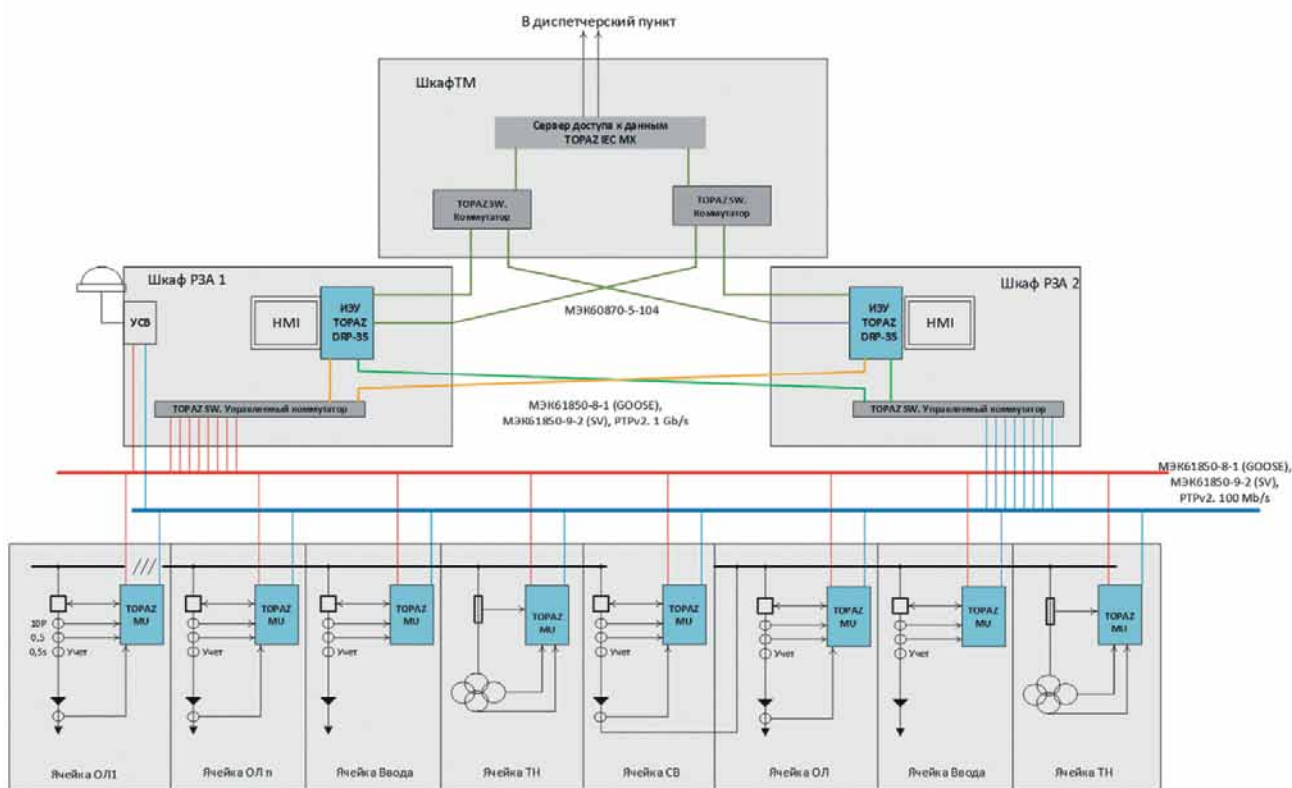 В диспетчерский пункт
ШкафТМ
Сервер доступа к данным
TOPAZ IEC MX
TOPAZ SW.
Коммутатор
TOPAZ SW.
Коммутатор
Шкаф РЗА 1
Шкаф РЗА 2
УСВ
HMI
ИЗУ
TOPAZ
DRP-35
МЭК60870-5-104
ИЗУ
TOPAZ
DRP-35
HMI
TOPAZ SW. Управляемый коммутатор
МЭК61850-8-1 (GOOSE),
МЭК61850-9-2 (SV), PTPv2. 1 Gb/s
TOPAZ SW. Управляемый коммутатор
МЭК61850-8-1 (GOOSE),
МЭК61850-9-2 (SV),
PTPv2. 100 Mb/s
TOPAZ
MU
TOPAZ
MU
TOPAZ
MU
TOPAZ
MU
TOPAZ
MU
TOPAZ
MU
TOPAZ
MU
TOPAZ
MU
10P
0,5
0,5s
Учет
Учет
Учет
Учет
Учет
Учет
Ячейка ОЛ1
Ячейка ОЛ n
Ячейка Ввода
Ячейка ТН
Ячейка СВ
Ячейка ОЛ
Ячейка Ввода
Ячейка ТН